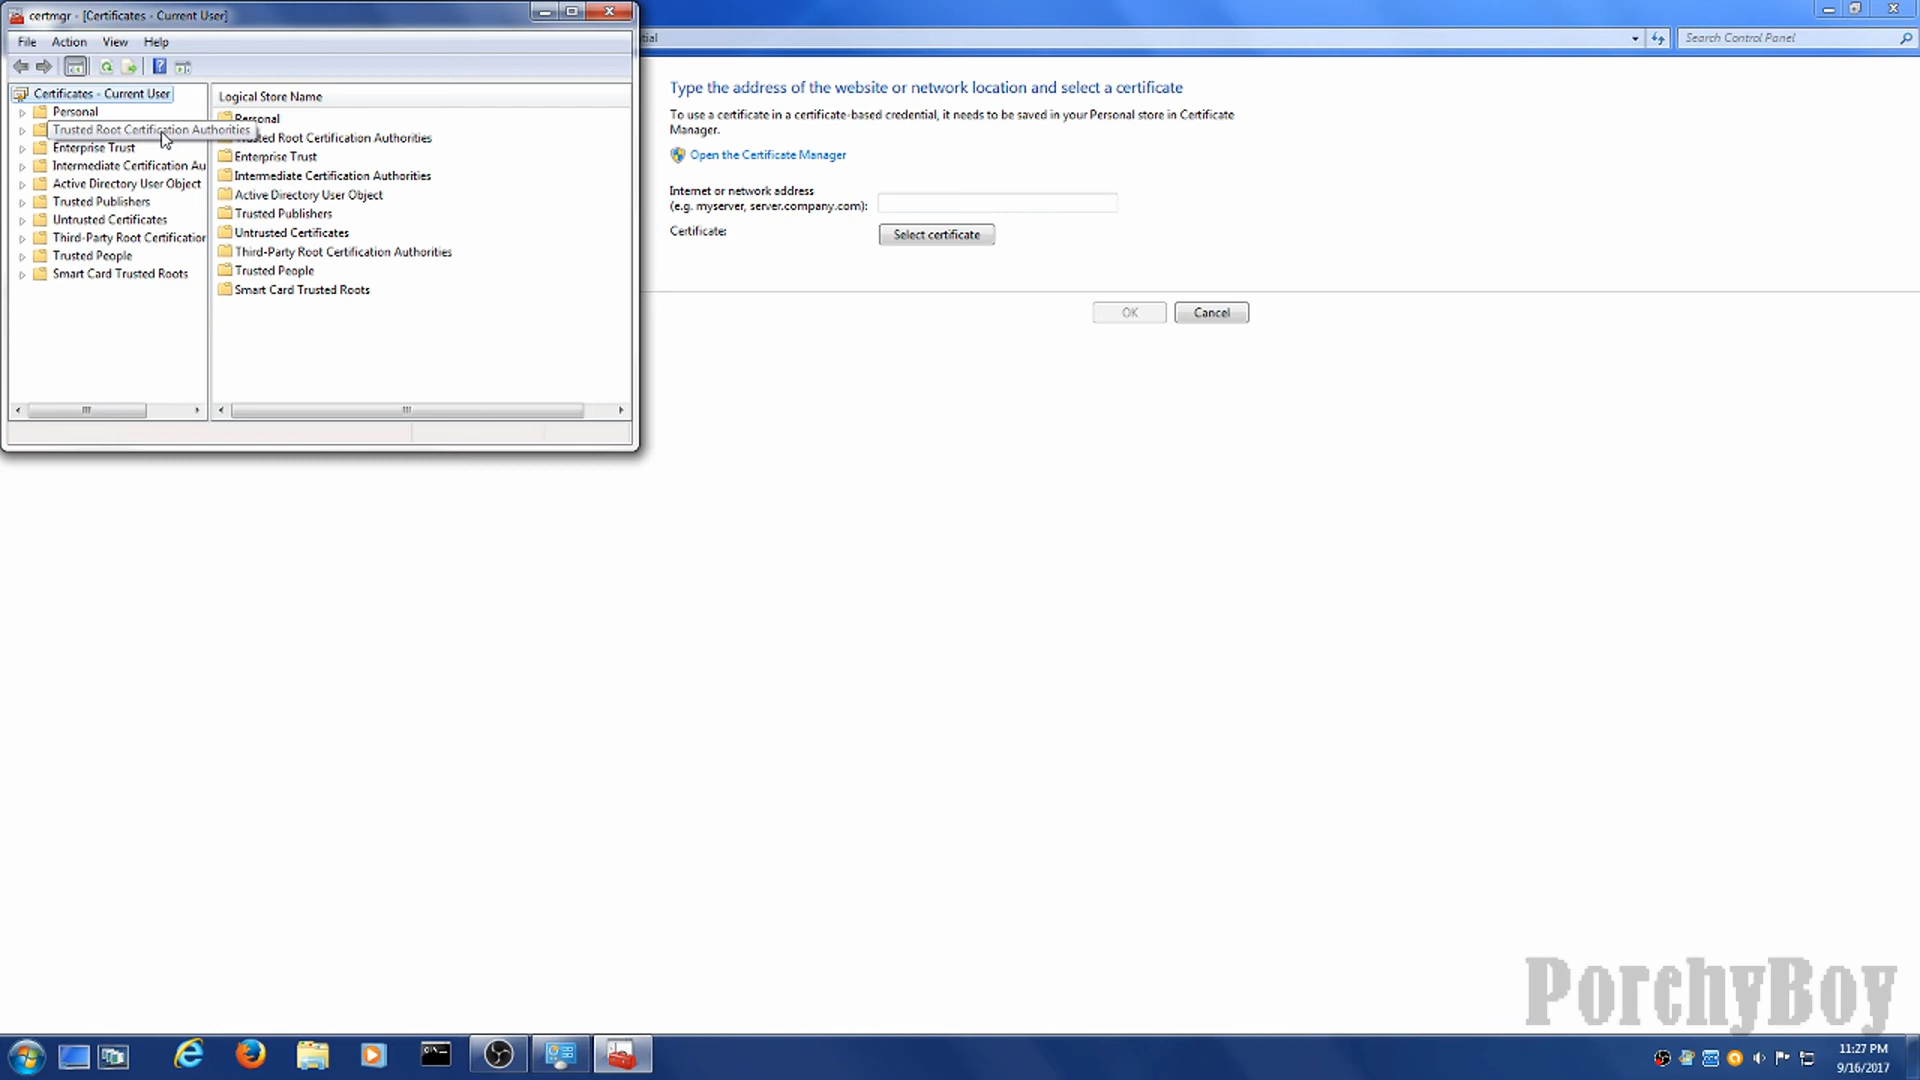 certmgr - [Certificates - Current User]
File Action View Help
Certificates - Current User
Personal
Trusted Root Certification Authorities
Enterprise Trust
Intermediate Certification Au
Active Directory User Object
Trusted Publishers
Untrusted Certificates
Third-Party Root Certification
Trusted People
Smart Card Trusted Roots
Logical Store Name
Personal
Trusted Root Certification Authorities
Enterprise Trust
Intermediate Certification Authorities
Active Directory User Object
Trusted Publishers
Untrusted Certificates
Third-Party Root Certification Authorities
Trusted People
Smart Card Trusted Roots
tial
Search Control Panel
Type the address of the website or network location and select a certificate
To use a certificate in a certificate-based credential, it needs to be saved in your Personal store in Certificate
Manager.
Open the Certificate Manager
Internet or network address
(e.g. myserver, server.company.com):
Certificate:
Select certificate
OK
Cancel
PorchyBoy
11:27 PM
9/16/2017